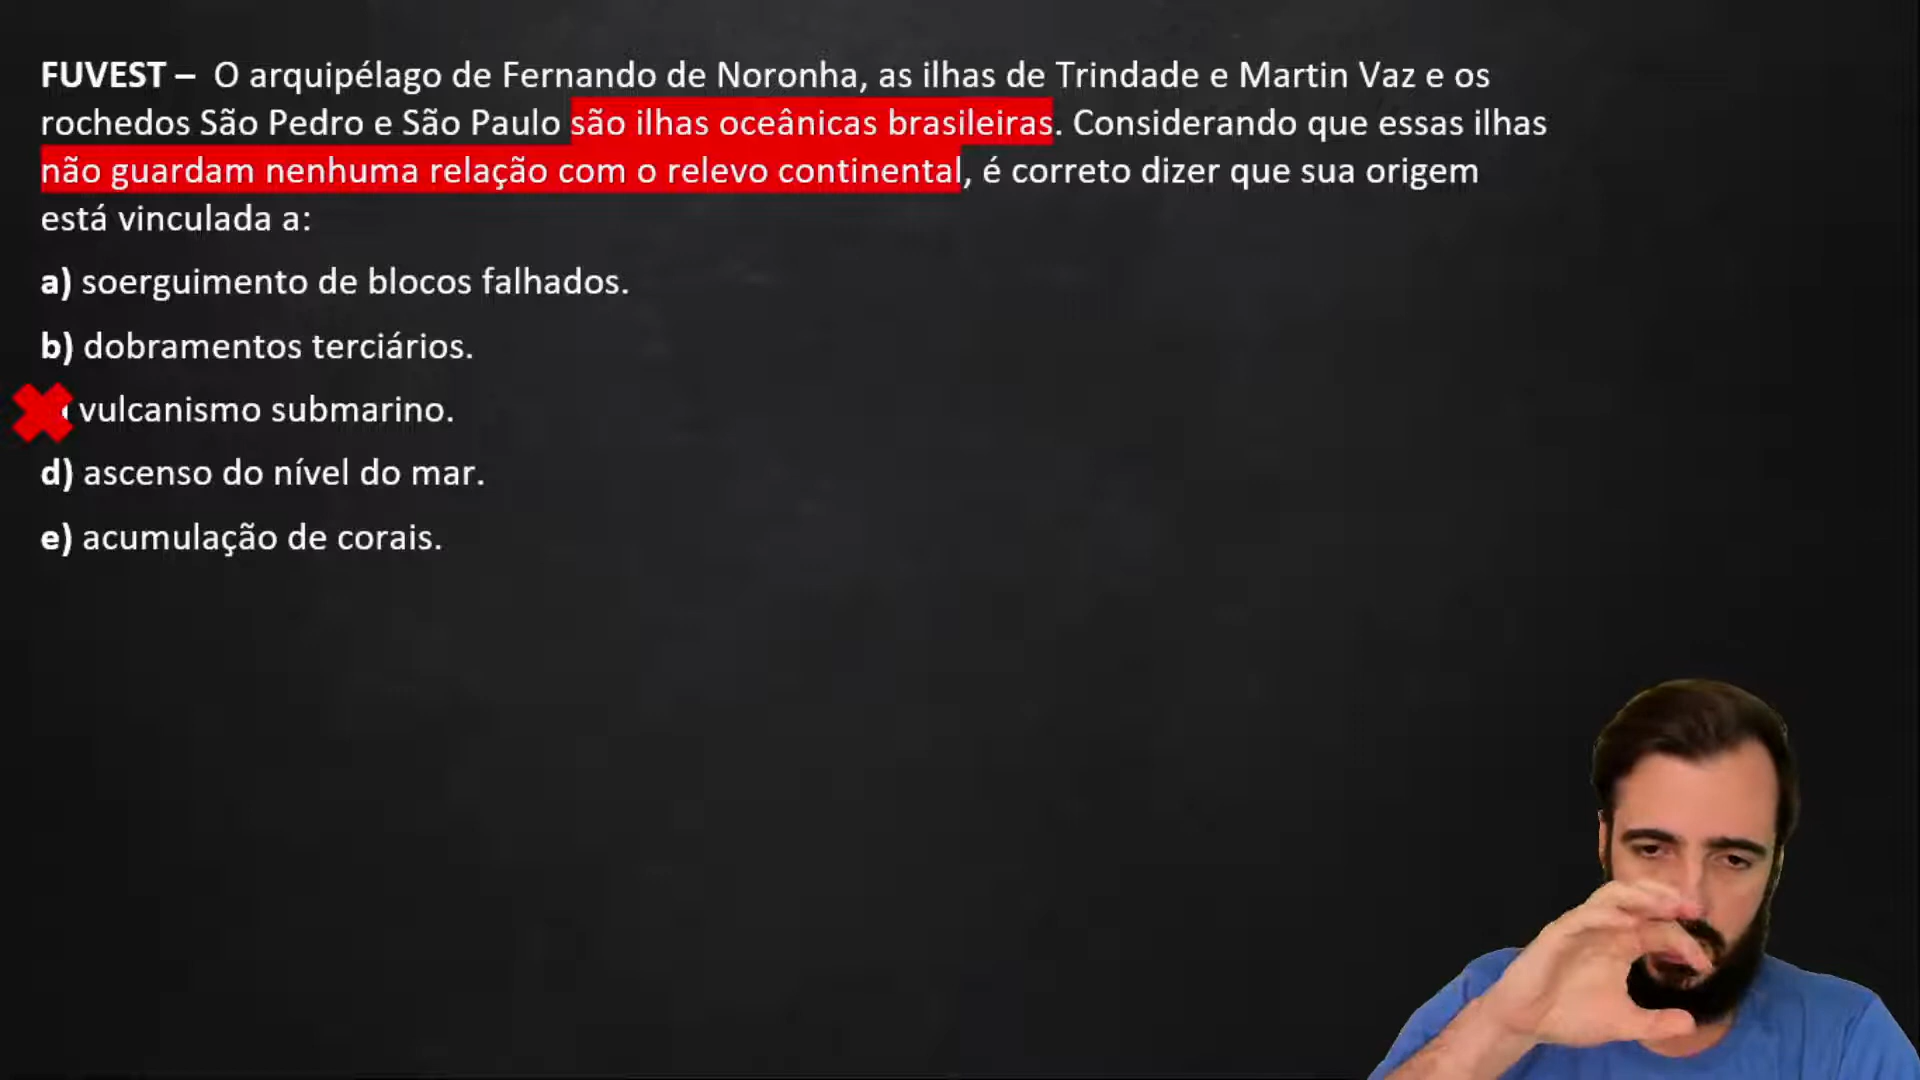 FUVEST – O arquipélago de Fernando de Noronha, as ilhas de Trindade e Martin Vaz e os
rochedos São Pedro e São Paulo são ilhas oceânicas brasileiras. Considerando que essas ilhas
não guardam nenhuma relação com o relevo continental, é correto dizer que sua origem
está vinculada a:
a) soerguimento de blocos falhados.
b) dobramentos terciários.
vulcanismo submarino.
d) ascenso do nível do mar.
e) acumulação de corais.